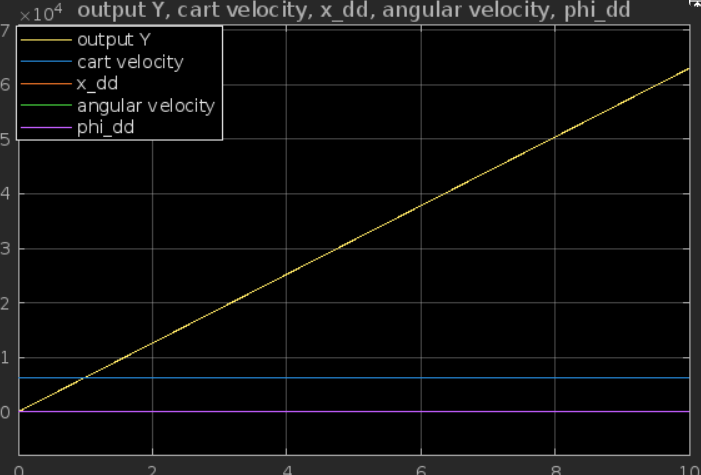 ×10⁴ output Y, cart velocity, x_dd, angular velocity, phi_dd
7
output Y
cart velocity
x_dd
angular velocity
phi_dd
6
5
4
3
2
1
0
0 2 4 6 8 10